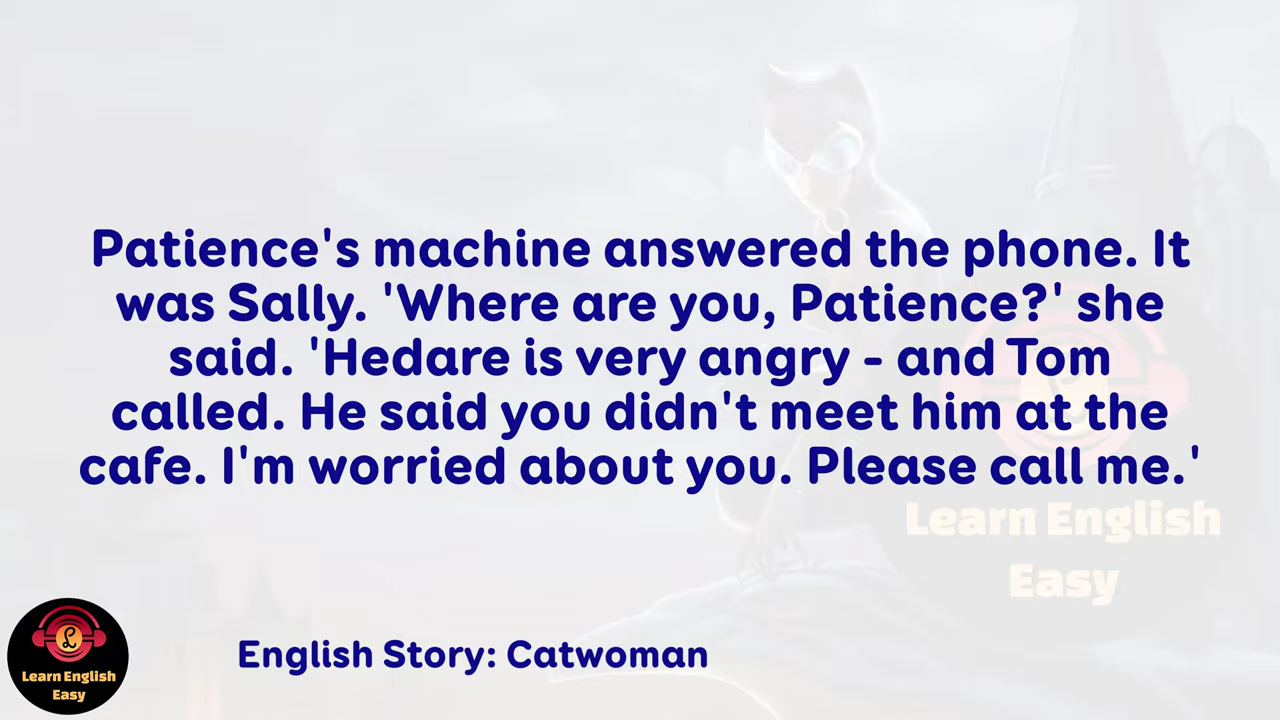 Patience's machine answered the phone. It
was Sally. 'Where are you, Patience?' she
said. 'Hedare is very angry - and Tom
called. He said you didn't meet him at the
cafe. I'm worried about you. Please call me.'
Learn English
Easy
L
Learn English
Easy
English Story: Catwoman